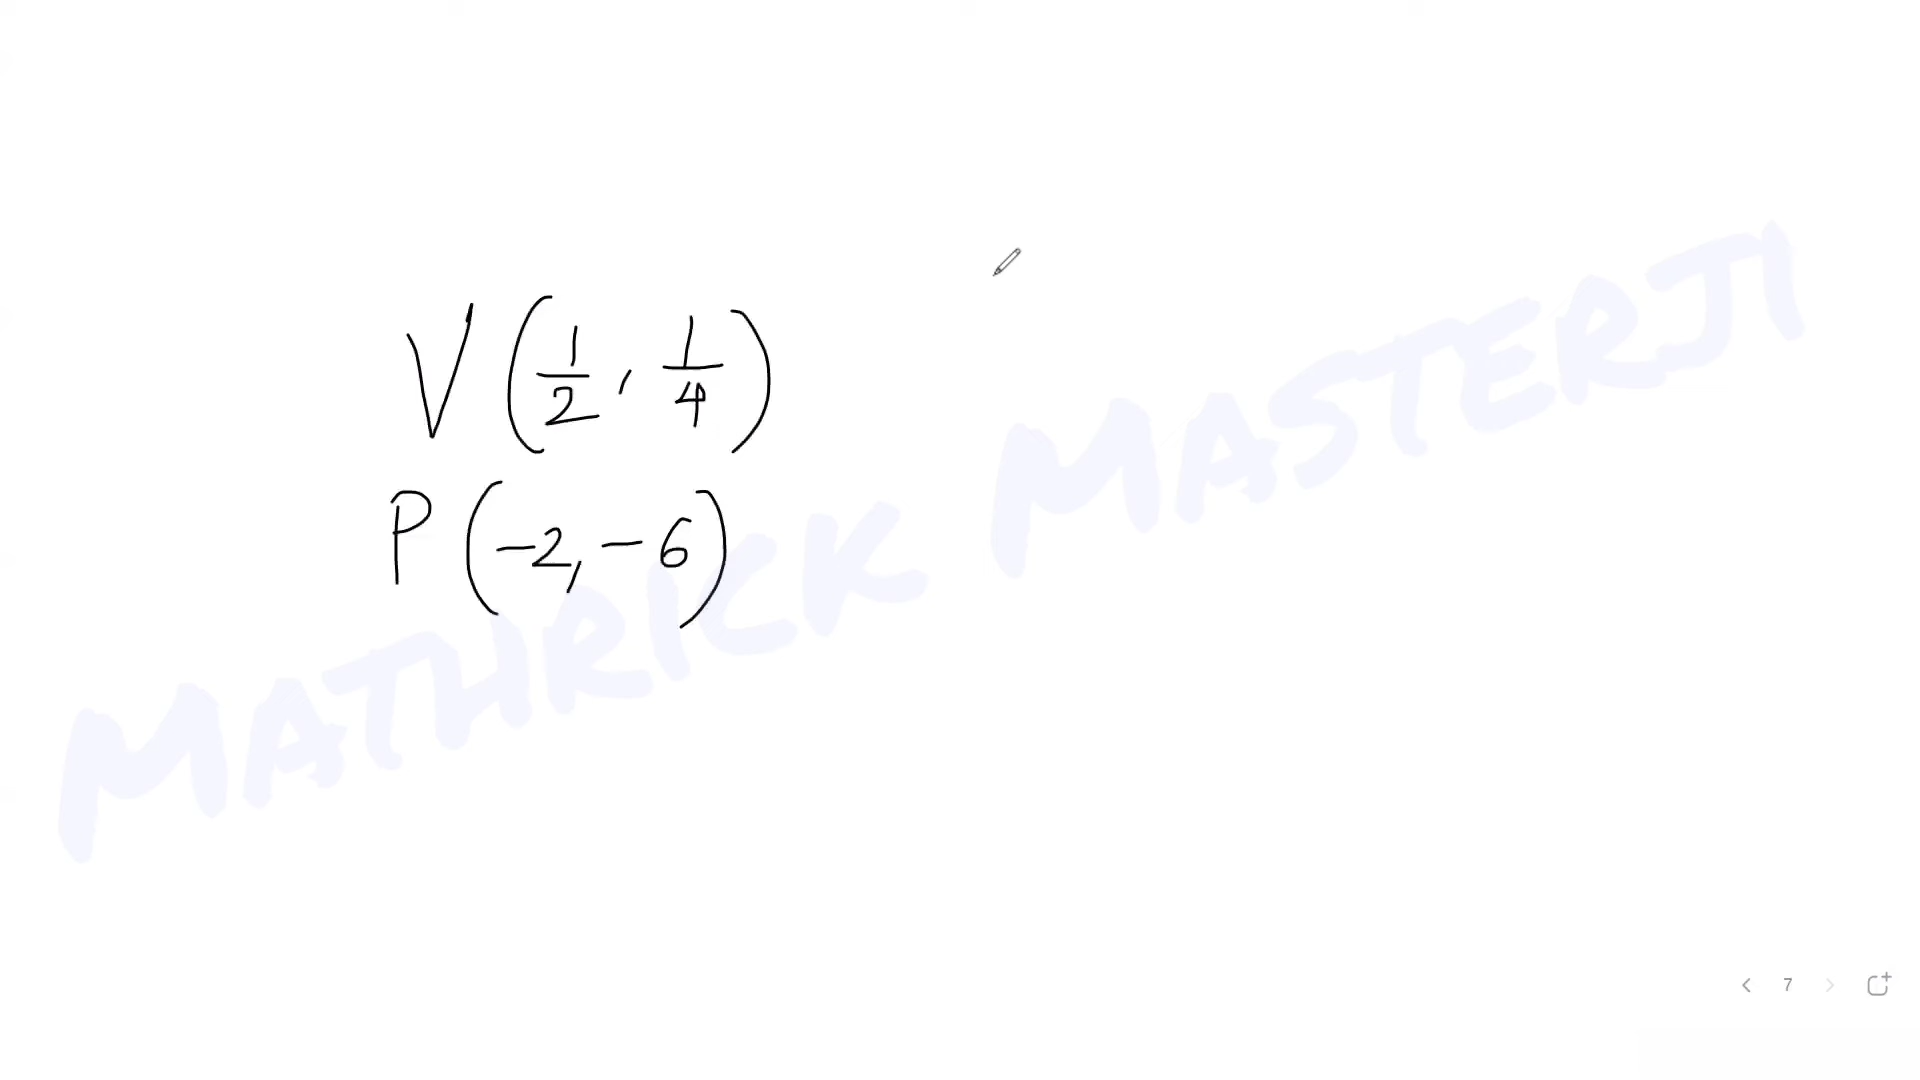 V (1/2, 1/4)
P (-2, -6)
MATHRICK MASTERJI
7